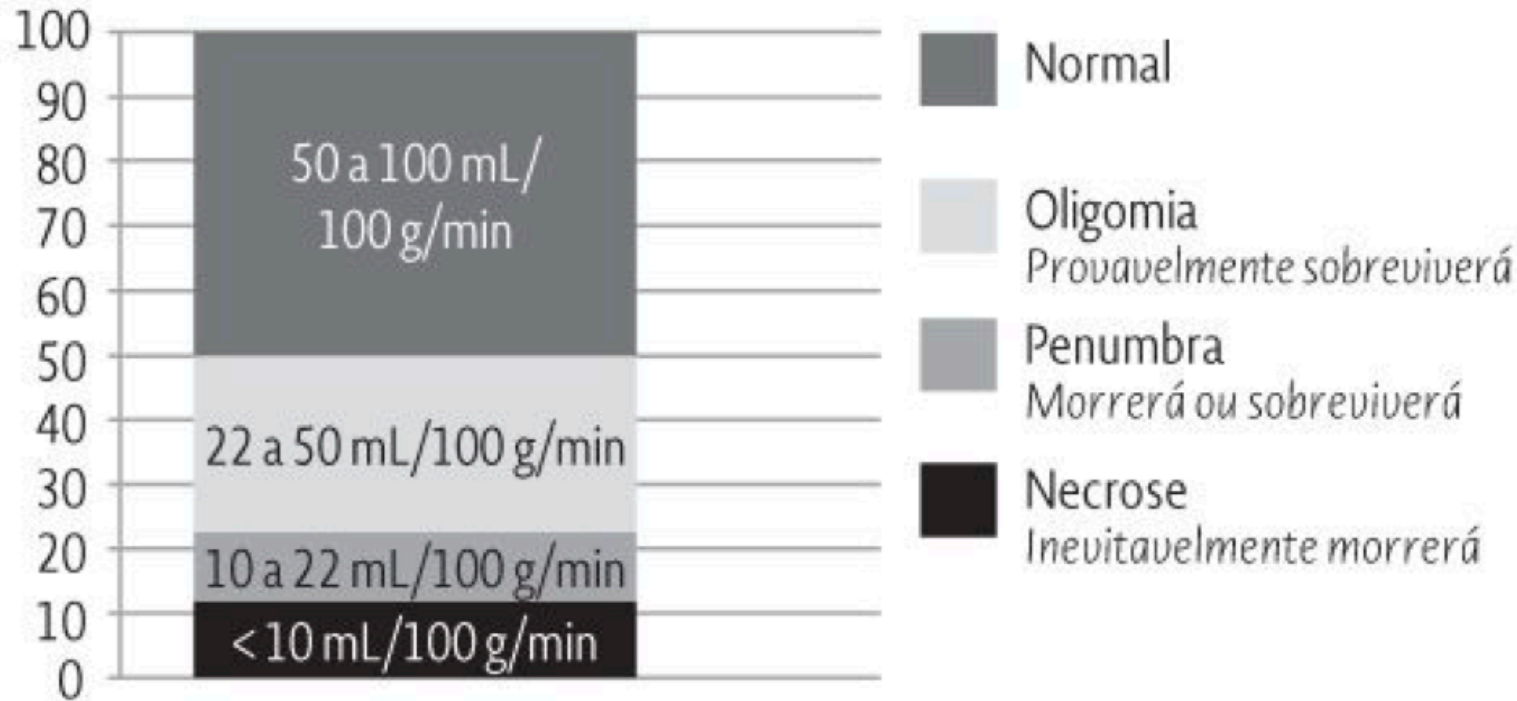 100
90
80
70
60
50
40
30
20
10
0
50 a 100 mL/
100 g/min
22 a 50 mL/100 g/min
10 a 22 mL/100 g/min
< 10 mL/100 g/min
Normal
Oligomia
Provavelmente sobreviverá
Penumbra
Morrerá ou sobreviverá
Necrose
Inevitavelmente morrerá